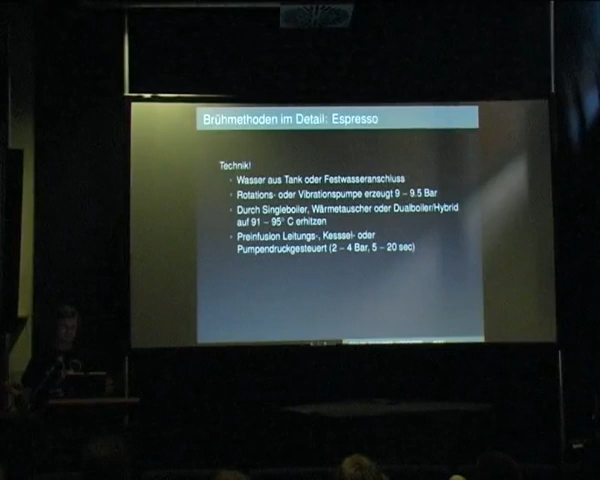 Brühmethoden im Detail: Espresso
Technik!
Wasser aus Tank oder Festwasseranschluss
Rotations- oder Vibrationspumpe erzeugt 9 – 9.5 Bar
Durch Singleboiler, Wärmetauscher oder Dualboiler/Hybrid
auf 91 – 95° C erhitzen
Preinfusion Leitungs-, Kesssel- oder
Pumpendruckgesteuert (2 – 4 Bar, 5 – 20 sec)